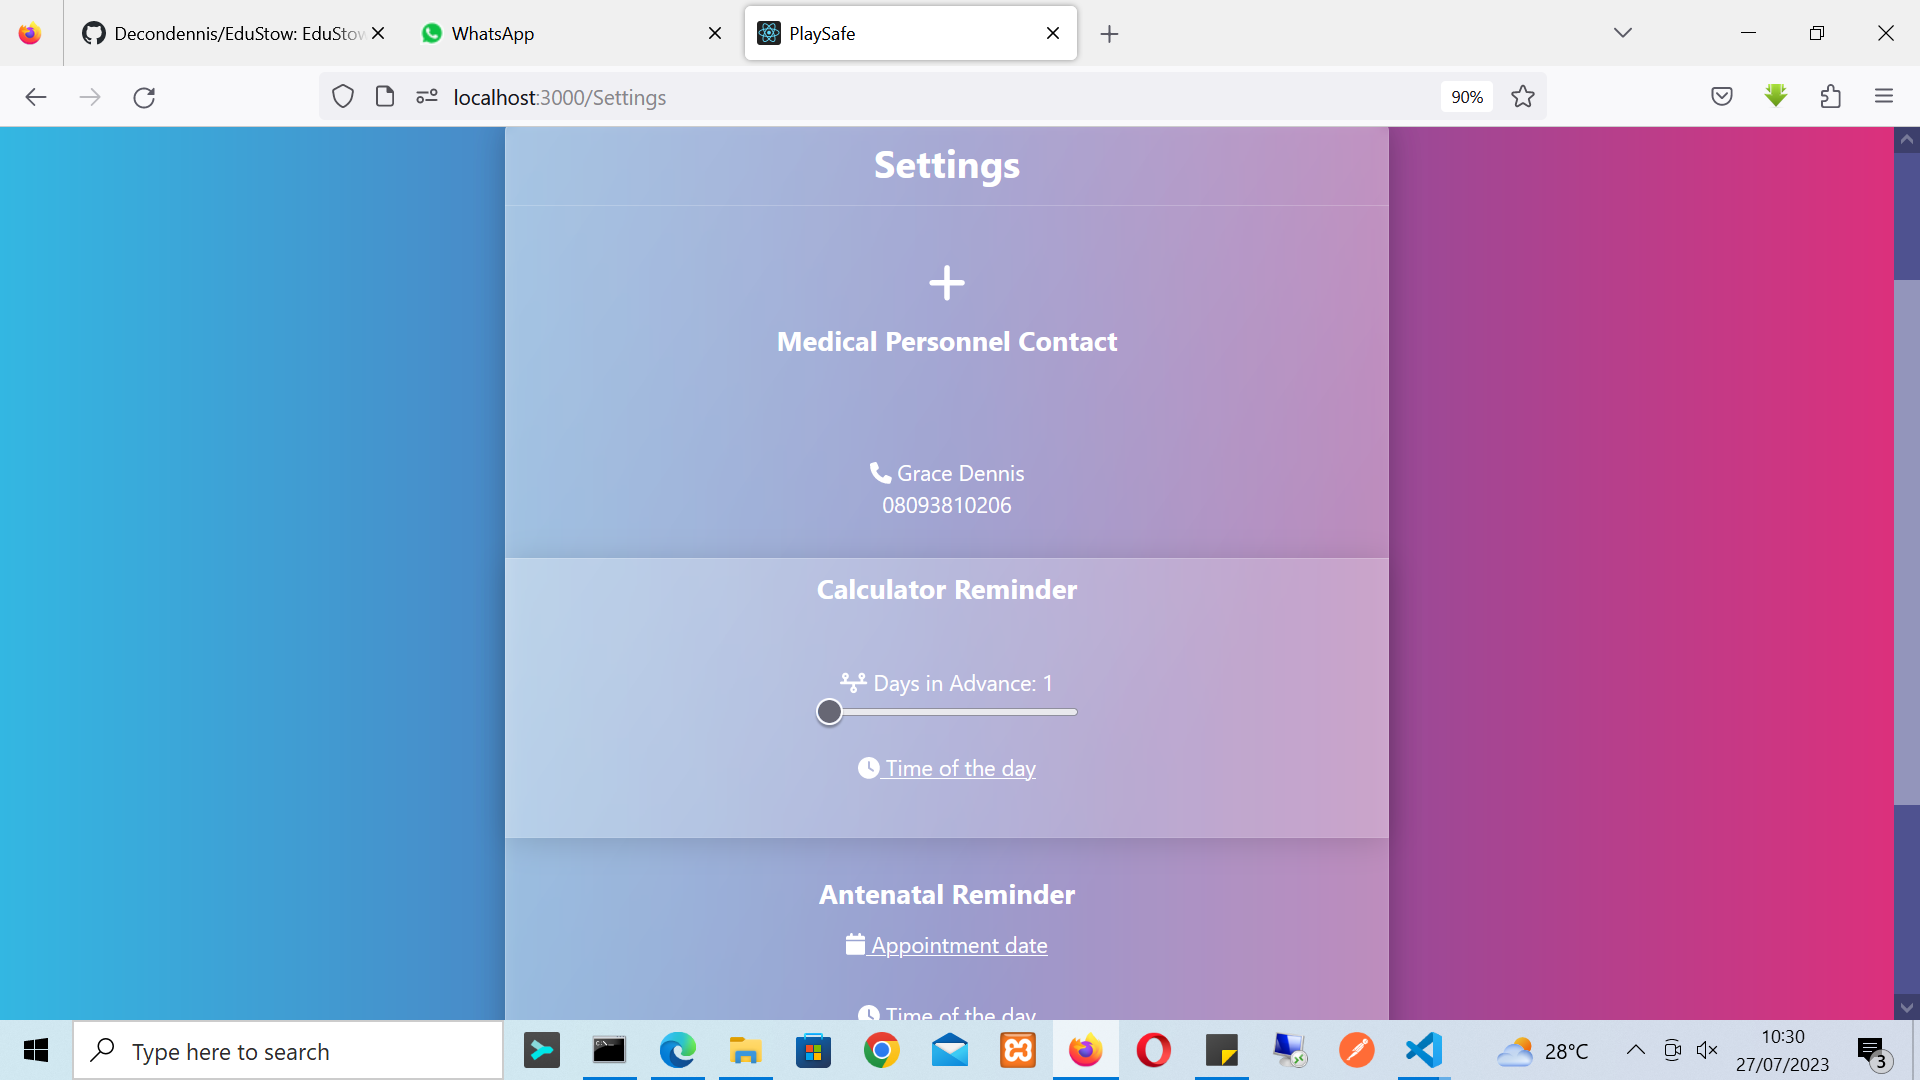 Decondennis/EduStow: EduStow
WhatsApp
PlaySafe
localhost:3000/Settings
90%
Settings
Medical Personnel Contact
Grace Dennis
08093810206
Calculator Reminder
Days in Advance: 1
Time of the day
Antenatal Reminder
Appointment date
Time of the day
Type here to search
28°C
10:30
27/07/2023
3